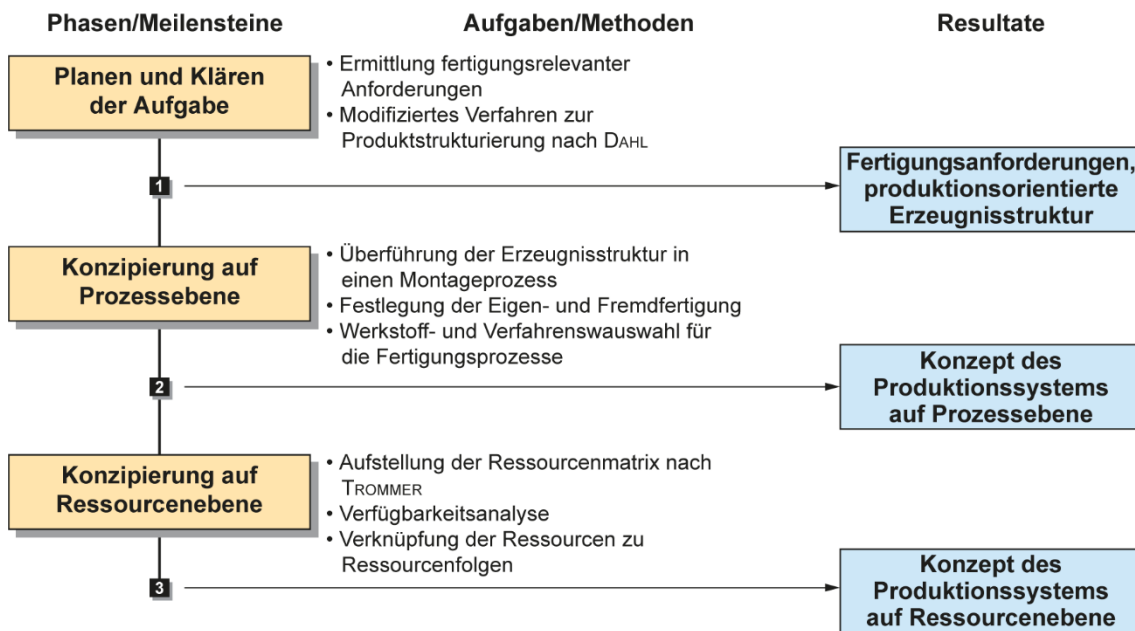 Phasen/Meilensteine
Aufgaben/Methoden
Resultate
Planen und Klären
der Aufgabe
• Ermittlung fertigungsrelevanter
Anforderungen
• Modifiziertes Verfahren zur
Produktstrukturierung nach DAHL
1
Fertigungsanforderungen,
produktionsorientierte
Erzeugnisstruktur
Konzipierung auf
Prozessebene
• Überführung der Erzeugnisstruktur in
einen Montageprozess
• Festlegung der Eigen- und Fremdfertigung
• Werkstoff- und Verfahrenswauswahl für
die Fertigungsprozesse
2
Konzept des
Produktionssystems
auf Prozessebene
Konzipierung auf
Ressourcenebene
• Aufstellung der Ressourcenmatrix nach
TROMMER
• Verfügbarkeitsanalyse
• Verknüpfung der Ressourcen zu
Ressourcenfolgen
3
Konzept des
Produktionssystems
auf Ressourcenebene